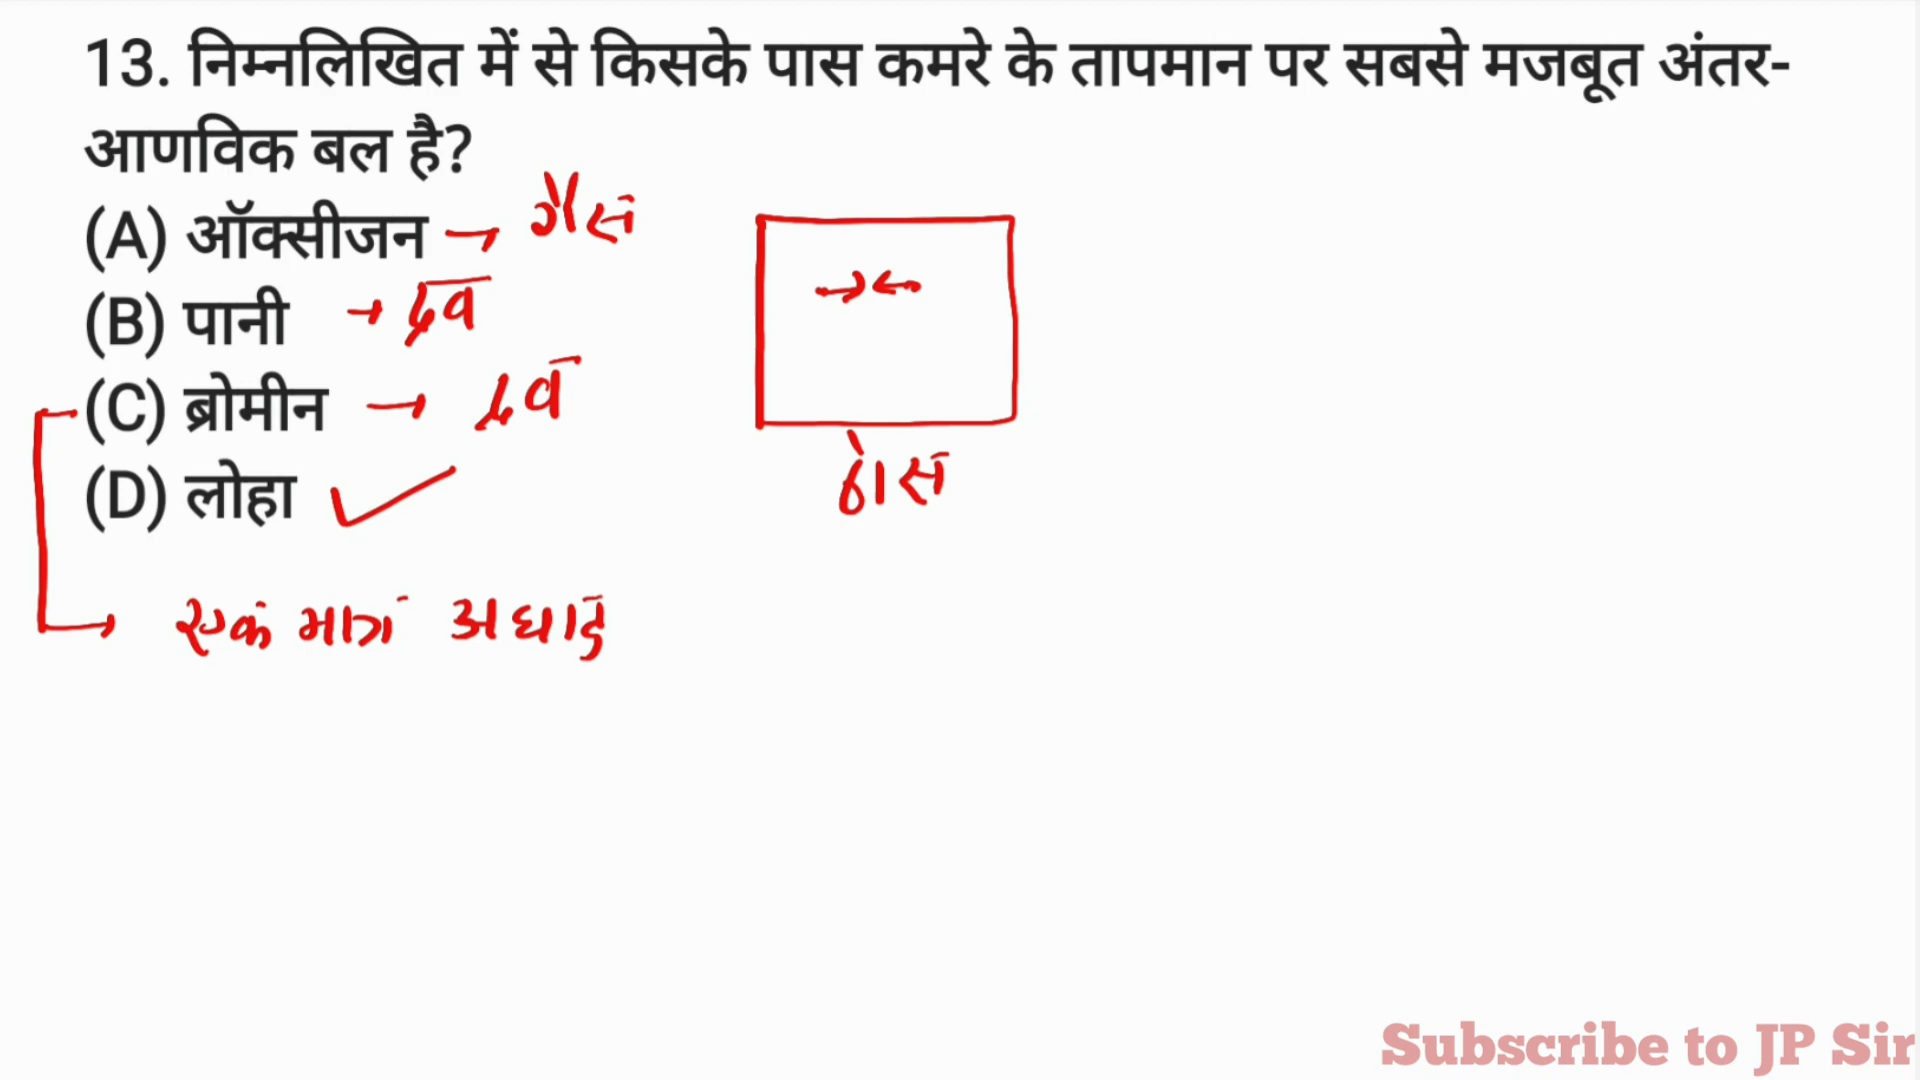 13. निम्नलिखित में से किसके पास कमरे के तापमान पर सबसे मजबूत अंतर-
आणविक बल है?
(A) ऑक्सीजन → गैस
(B) पानी → द्रव
(C) ब्रोमीन → द्रव
(D) लोहा ✓
ठोस
→ एक मात्र अधातु
Subscribe to JP Sir